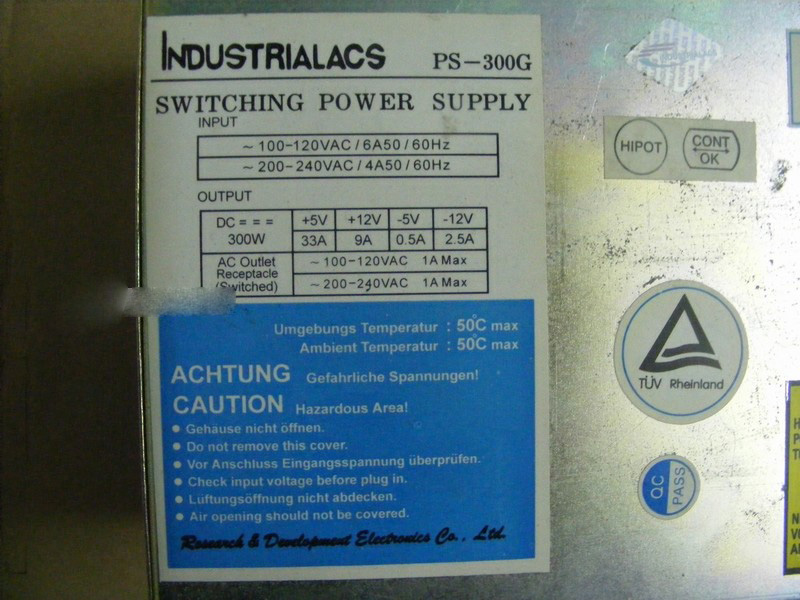 INDUSTRIALACS PS-300G
SWITCHING POWER SUPPLY
INPUT
~ 100-120VAC / 6A50 / 60Hz
~ 200-240VAC / 4A50 / 60Hz
OUTPUT
DC = = = +5V +12V -5V -12V
300W 33A 9A 0.5A 2.5A
AC Outlet Receptacle (Switched)
~ 100-120VAC 1A Max
~ 200-240VAC 1A Max
Umgebungs Temperatur : 50°C max
Ambient Temperatur : 50°C max
ACHTUNG Gefahrliche Spannungen!
CAUTION Hazardous Area!
● Gehause nicht öffnen.
● Do not remove this cover.
● Vor Anschluss Eingangsspannung überprüfen.
● Check input voltage before plug in.
● Lüftungsöffnung nicht abdecken.
● Air opening should not be covered.
Research & Development Electronics Co., Ltd.
HIPOT
CONT
OK
TÜV Rheinland
QC
PASS